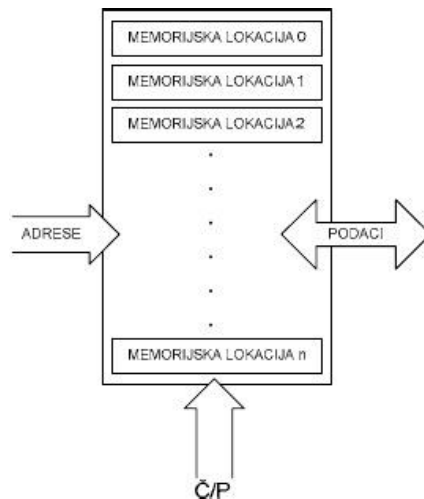 MEMORIJSKA LOKACIJA 0
MEMORIJSKA LOKACIJA 1
MEMORIJSKA LOKACIJA 2
ADRESE
PODACI
MEMORIJSKA LOKACIJA n
Č/P